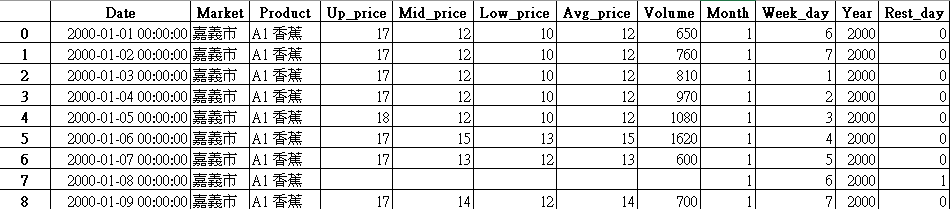 Date Market Product Up_price Mid_price Low_price Avg_price Volume Month Week_day Year Rest_day
0 2000-01-01 00:00:00 嘉義市 A1 香蕉 17 12 10 12 650 1 6 2000 0
1 2000-01-02 00:00:00 嘉義市 A1 香蕉 17 12 10 12 760 1 7 2000 0
2 2000-01-03 00:00:00 嘉義市 A1 香蕉 17 12 10 12 810 1 1 2000 0
3 2000-01-04 00:00:00 嘉義市 A1 香蕉 17 12 10 12 970 1 2 2000 0
4 2000-01-05 00:00:00 嘉義市 A1 香蕉 18 12 10 12 1080 1 3 2000 0
5 2000-01-06 00:00:00 嘉義市 A1 香蕉 17 15 13 15 1620 1 4 2000 0
6 2000-01-07 00:00:00 嘉義市 A1 香蕉 17 13 12 13 600 1 5 2000 0
7 2000-01-08 00:00:00 嘉義市 A1 香蕉 1 6 2000 1
8 2000-01-09 00:00:00 嘉義市 A1 香蕉 17 14 12 14 700 1 7 2000 0